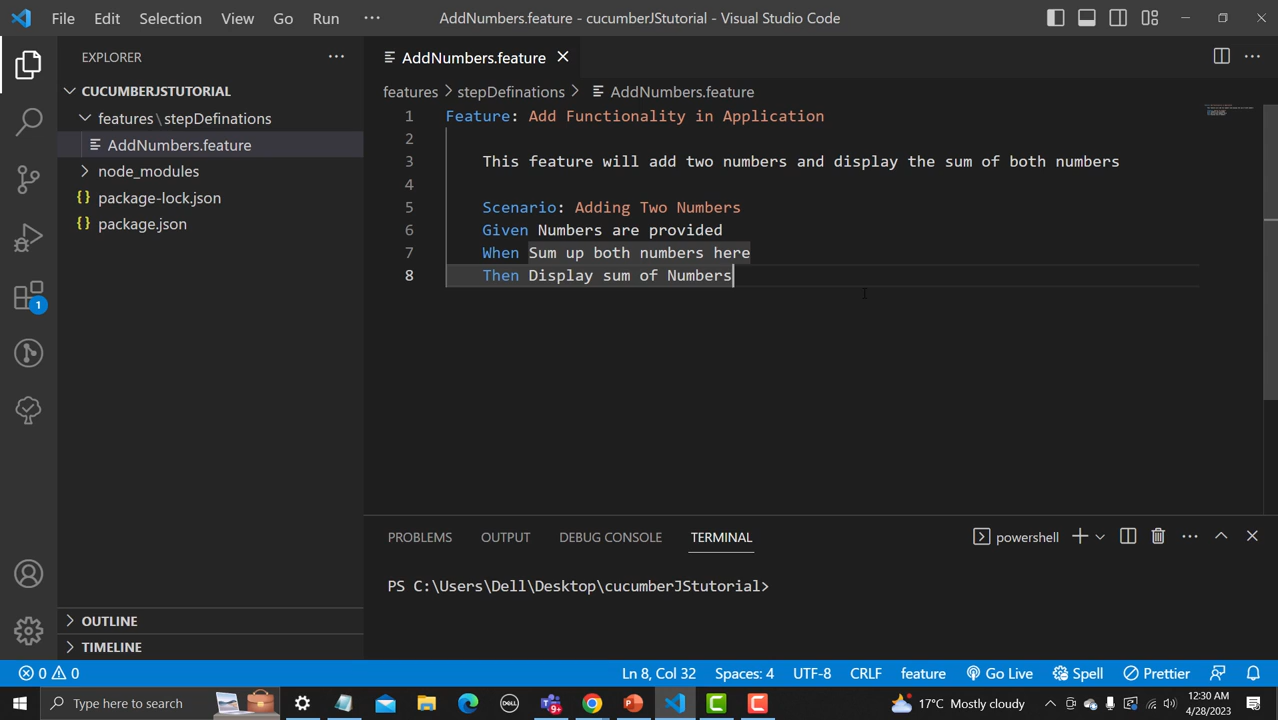 File Edit Selection View Go Run ··· AddNumbers.feature - cucumberJStutorial - Visual Studio Code
EXPLORER ···
CUCUMBERJSTUTORIAL
features\stepDefinations
AddNumbers.feature
node_modules
{} package-lock.json
{} package.json
OUTLINE
TIMELINE
1
AddNumbers.feature
features > stepDefinations > AddNumbers.feature
1 Feature: Add Functionality in Application
2
3 This feature will add two numbers and display the sum of both numbers
4
5 Scenario: Adding Two Numbers
6 Given Numbers are provided
7 When Sum up both numbers here
8 Then Display sum of Numbers
PROBLEMS OUTPUT DEBUG CONSOLE TERMINAL powershell
PS C:\Users\Dell\Desktop\cucumberJStutorial>
0 0 Ln 8, Col 32 Spaces: 4 UTF-8 CRLF feature Go Live Spell Prettier
Type here to search 17°C Mostly cloudy 12:30 AM
4/28/2023